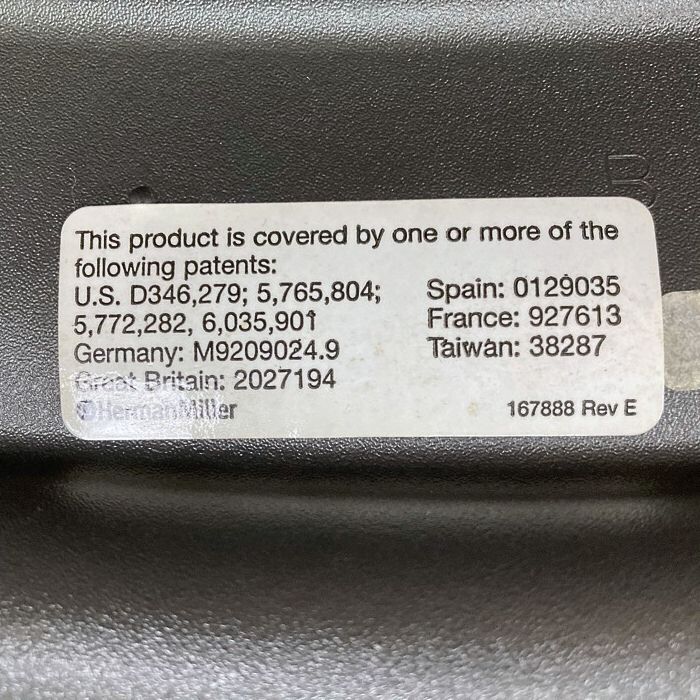 B
This product is covered by one or more of the
following patents:
U.S. D346,279; 5,765,804;
5,772,282, 6,035,901
Germany: M9209024.9
Great Britain: 2027194
HermanMiller
Spain: 0129035
France: 927613
Taiwan: 38287
167888 Rev E